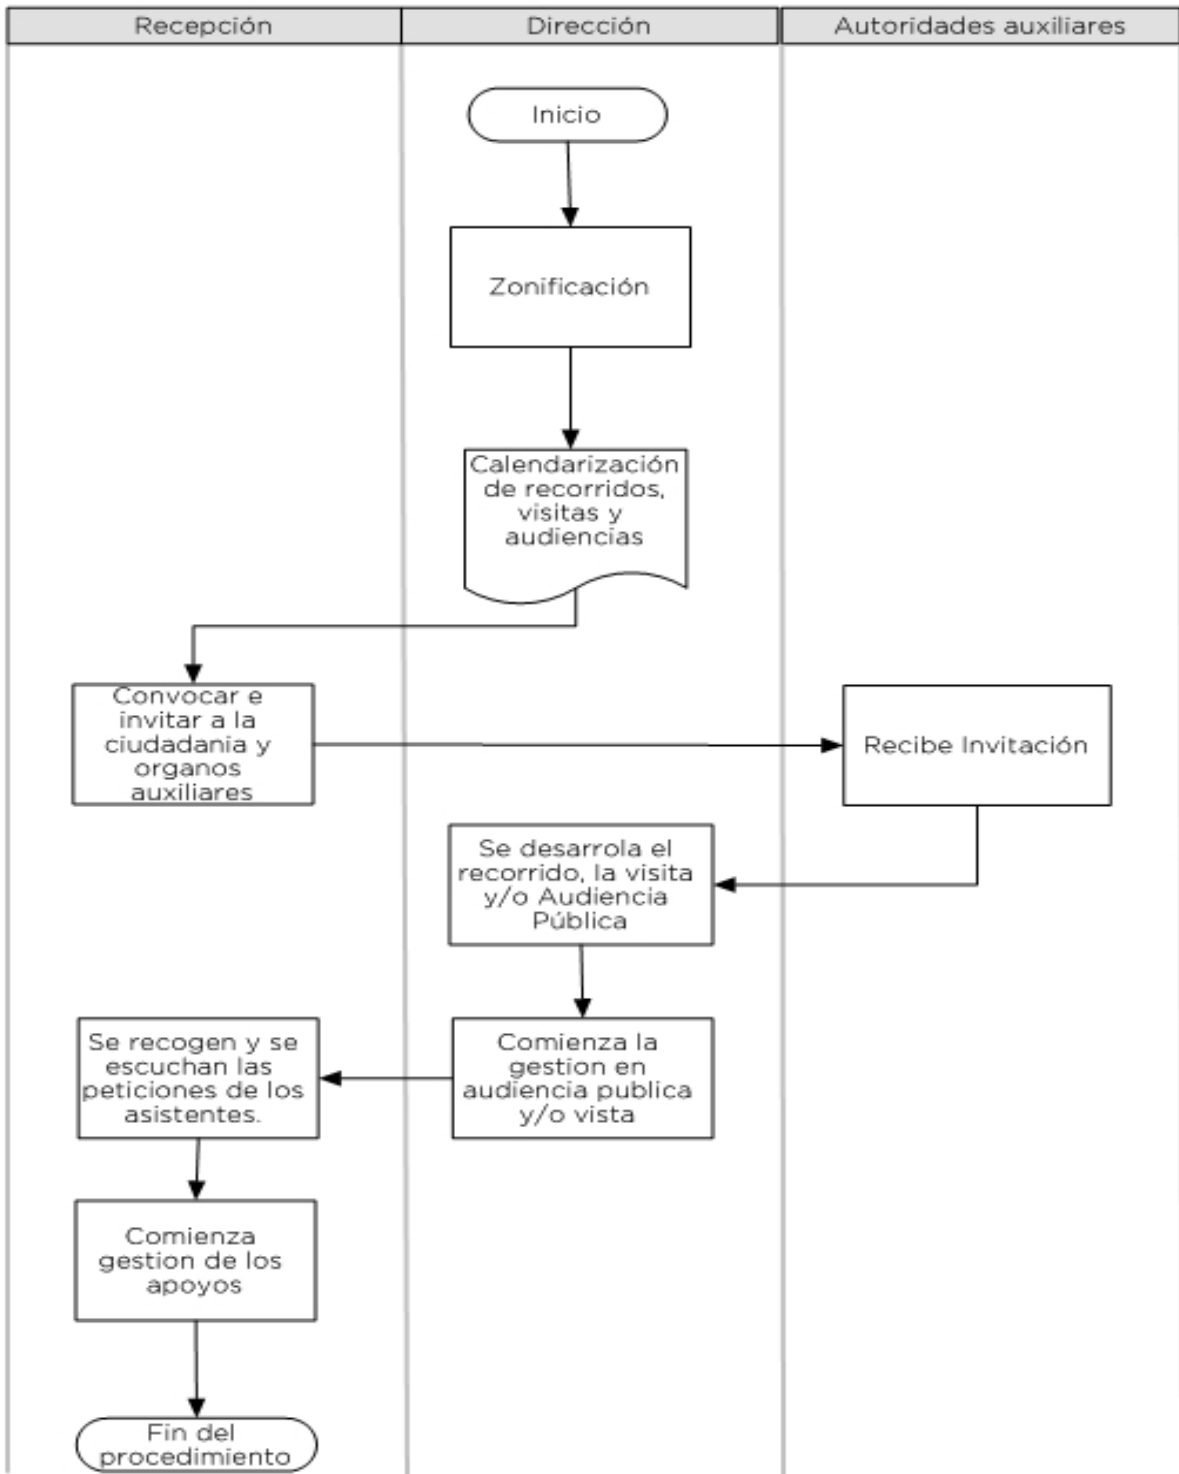 Recepción
Dirección
Autoridades auxiliares
Inicio
Zonificación
Calendarización
de recorridos,
visitas y
audiencias
Convocar e
invitar a la
ciudadania y
organos
auxiliares
Recibe Invitación
Se desarrola el
recorrido, la visita
y/o Audiencia
Pública
Comienza la
gestion en
audiencia publica
y/o vista
Se recogen y se
escuchan las
peticiones de los
asistentes.
Comienza
gestion de los
apoyos
Fin del
procedimiento